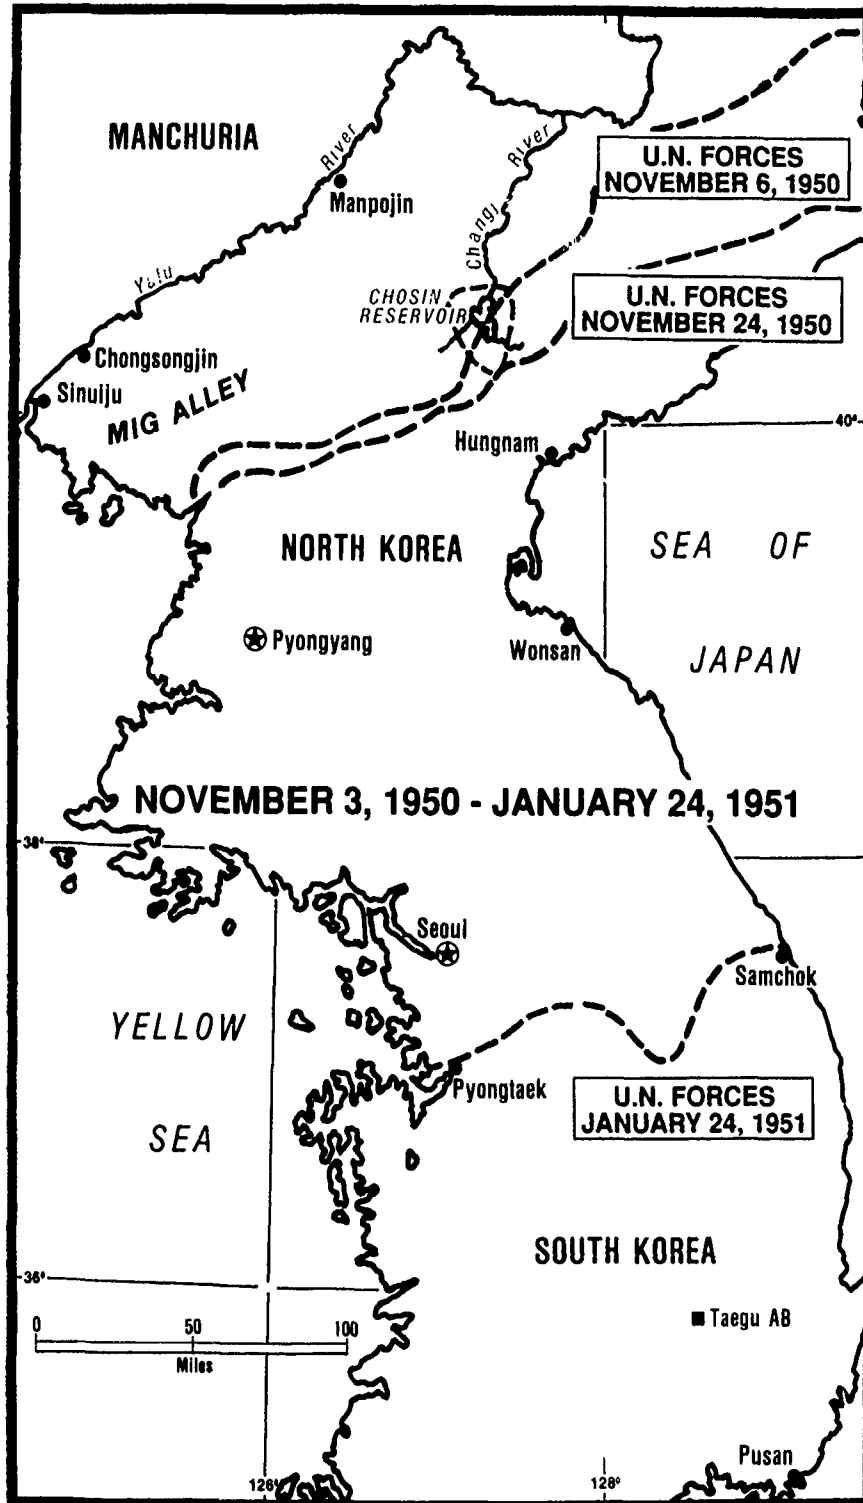 MANCHURIA
River
River
U.N. FORCES
NOVEMBER 6, 1950
Manpojin
Changj
Yalu
CHOSIN
RESERVOIR
U.N. FORCES
NOVEMBER 24, 1950
Chongsongjin
Sinuiju
MIG ALLEY
40°
Hungnam
NORTH KOREA
SEA OF
JAPAN
Pyongyang
Wonsan
NOVEMBER 3, 1950 - JANUARY 24, 1951
38°
Seoul
Samchok
YELLOW
SEA
Pyongtaek
U.N. FORCES
JANUARY 24, 1951
SOUTH KOREA
36°
Taegu AB
0 50 100
Miles
Pusan
126° 128°